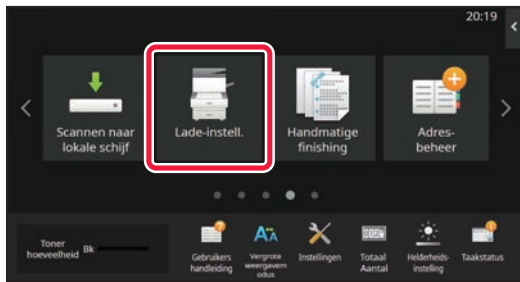 20:19
Scannen naar
lokale schijf
Lade-instell.
Handmatige
finishing
Adres-
beheer
Toner
hoeveelheid
Bk
Gebruikers
handleiding
Vergrote
weergavem
odus
Instellingen
Totaal
Aantal
Helderheids-
instelling
Taakstatus